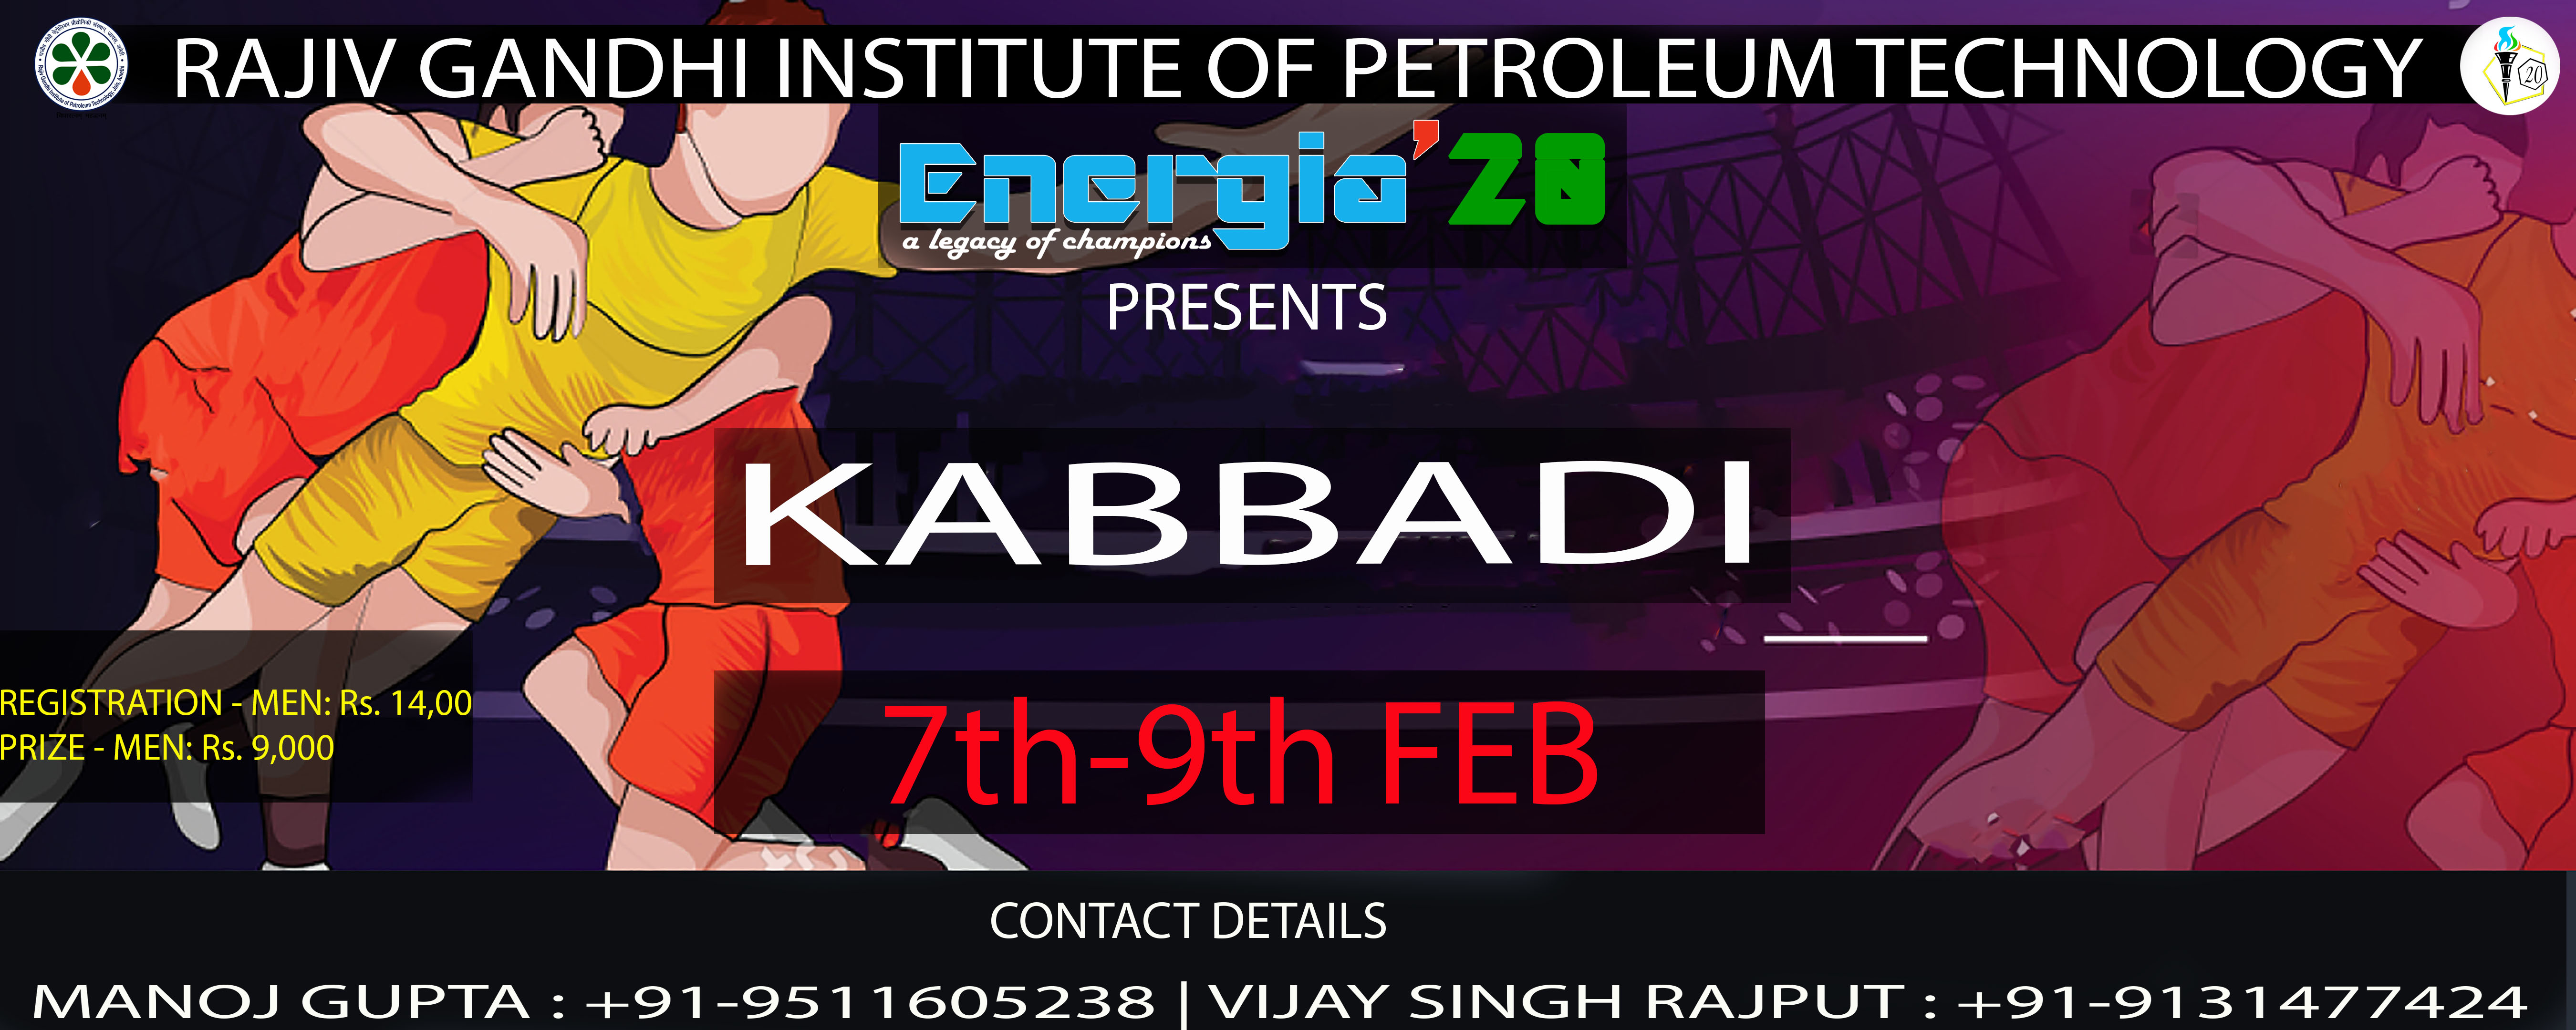 RAJIV GANDHI INSTITUTE OF PETROLEUM TECHNOLOGY
20
Energia'20
a legacy of champions
PRESENTS
KABBADI
REGISTRATION - MEN: Rs. 14,00
PRIZE - MEN: Rs. 9,000
7th-9th FEB
CONTACT DETAILS
MANOJ GUPTA : +91-9511605238 | VIJAY SINGH RAJPUT : +91-9131477424